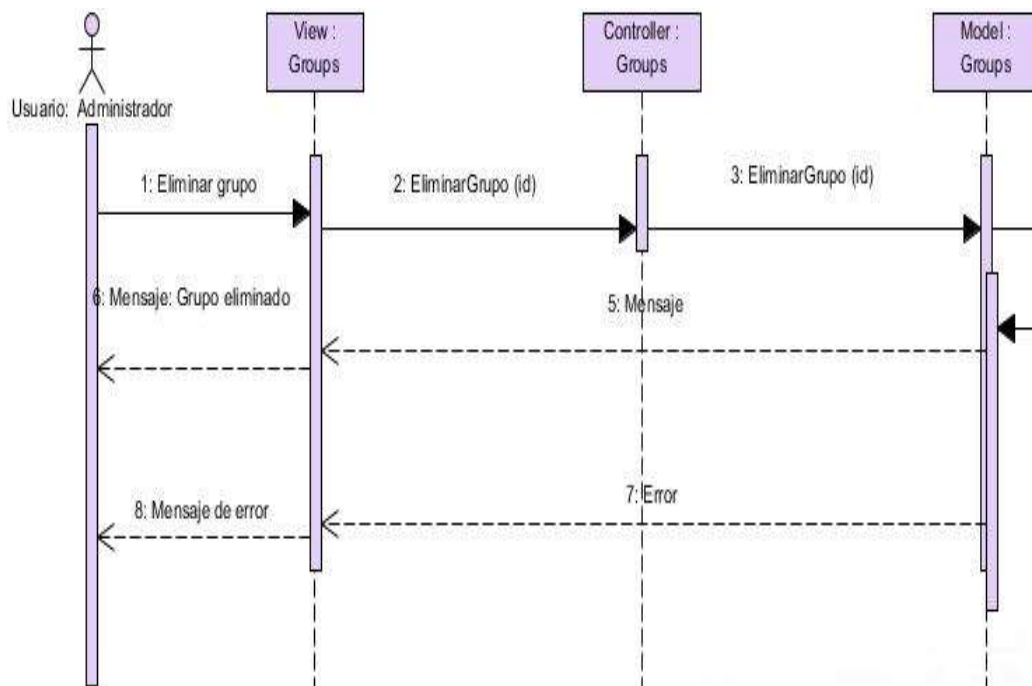 View :
Groups
Controller :
Groups
Model :
Groups
Usuario: Administrador
1: Eliminar grupo
2: EliminarGrupo (id)
3: EliminarGrupo (id)
6: Mensaje: Grupo eliminado
5: Mensaje
7: Error
8: Mensaje de error